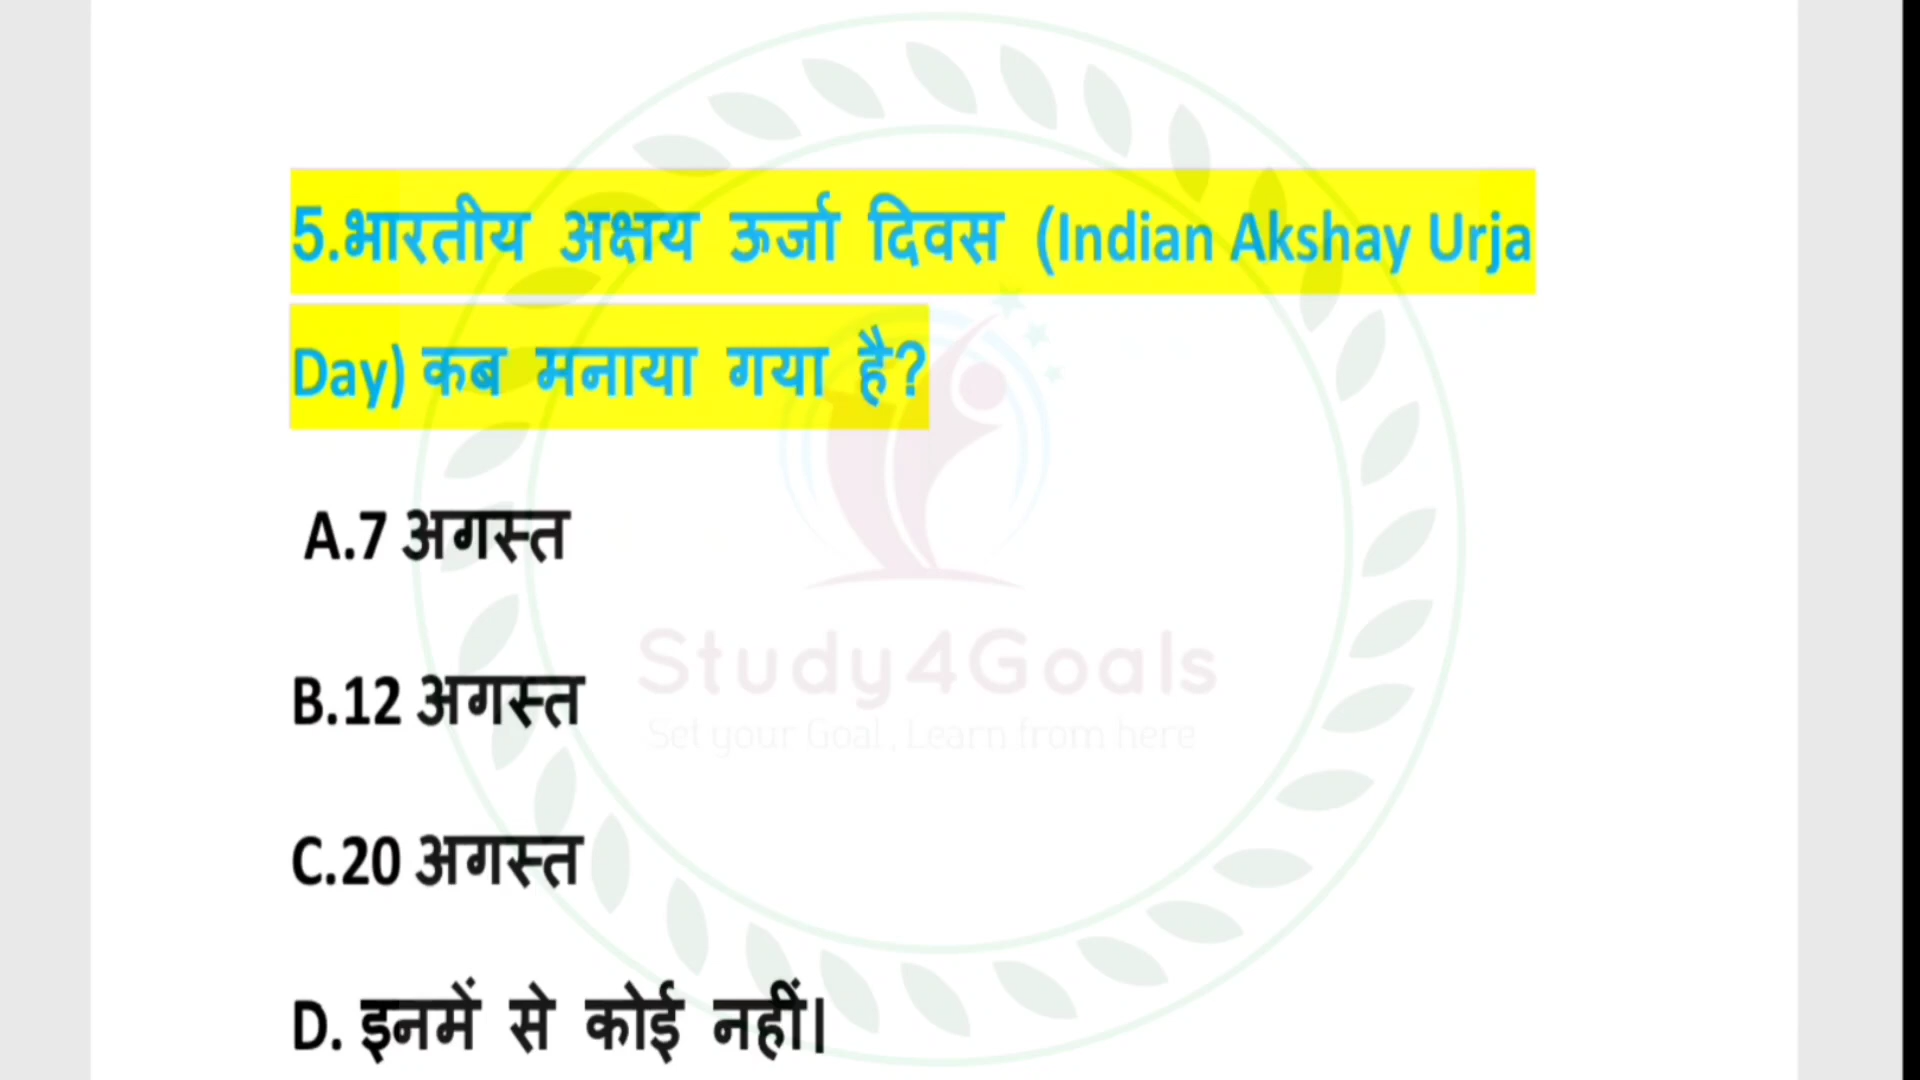 5.भारतीय अक्षय ऊर्जा दिवस (Indian Akshay Urja
Day) कब मनाया गया है?
A.7 अगस्त
B.12 अगस्त
Study4Goals
Set your Goal, Learn from here
C.20 अगस्त
D. इनमें से कोई नहीं।